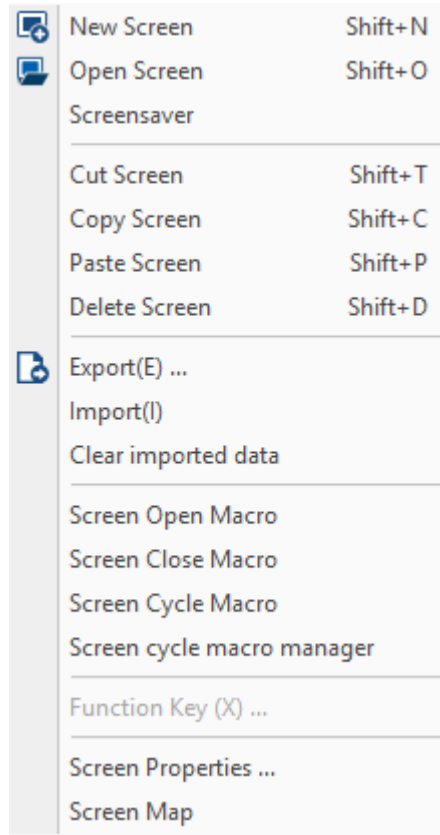 New Screen Shift+N
Open Screen Shift+O
Screensaver
Cut Screen Shift+T
Copy Screen Shift+C
Paste Screen Shift+P
Delete Screen Shift+D
Export(E) ...
Import(I)
Clear imported data
Screen Open Macro
Screen Close Macro
Screen Cycle Macro
Screen cycle macro manager
Function Key (X) ...
Screen Properties ...
Screen Map